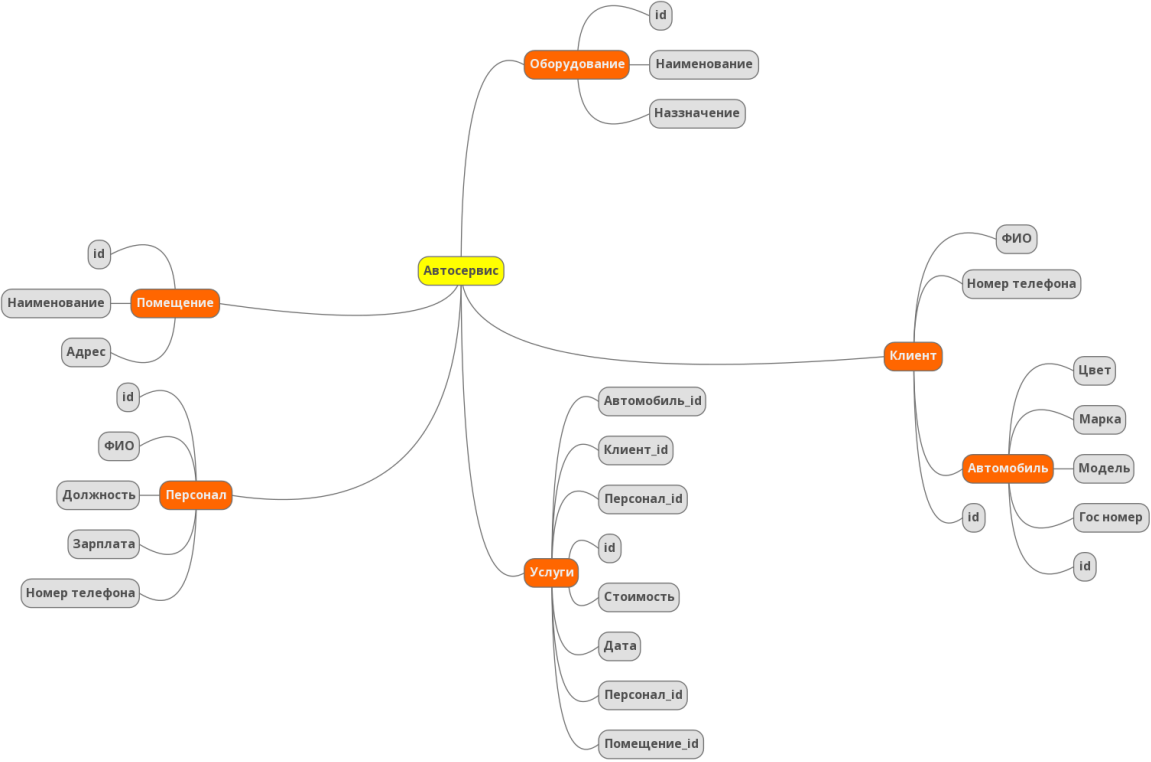 id
Оборудование
Наименование
Наззначение
Автосервис
id
Помещение
Наименование
Адрес
id
ФИО
Персонал
Должность
Зарплата
Номер телефона
ФИО
Номер телефона
Клиент
Автомобиль
Цвет
Марка
Модель
Гос номер
id
id
Услуги
Автомобиль_id
Клиент_id
Персонал_id
id
Стоимость
Дата
Персонал_id
Помещение_id